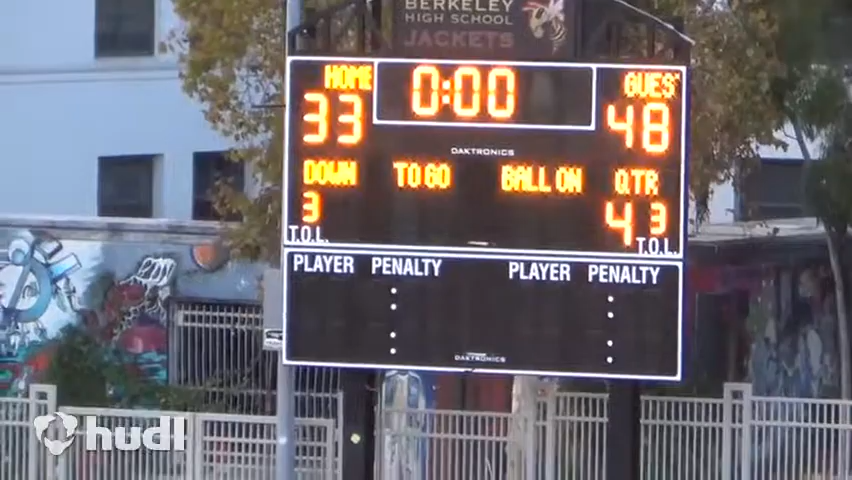 BERKELEY
HIGH SCHOOL
JACKETS
HOME 0:00 GUEST
33 48
DAKTRONICS
DOWN TO GO BALL ON QTR
3 4 3
T.O.L. T.O.L.
PLAYER PENALTY PLAYER PENALTY
DAKTRONICS
hudl